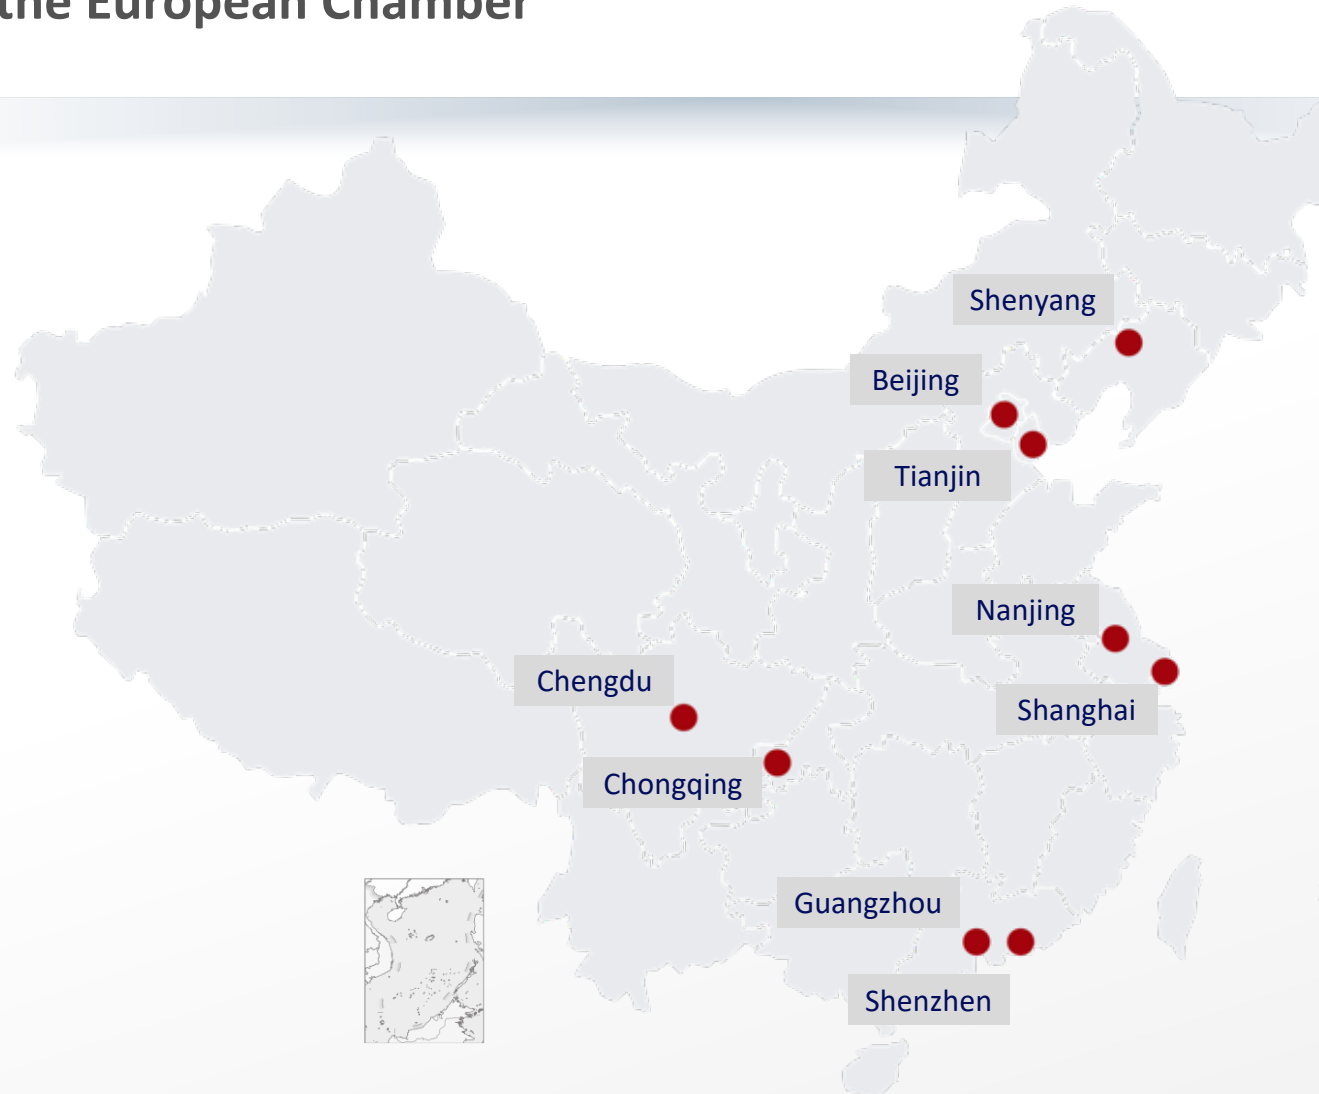 the European Chamber
Shenyang
Beijing
Tianjin
Nanjing
Chengdu
Shanghai
Chongqing
Guangzhou
Shenzhen